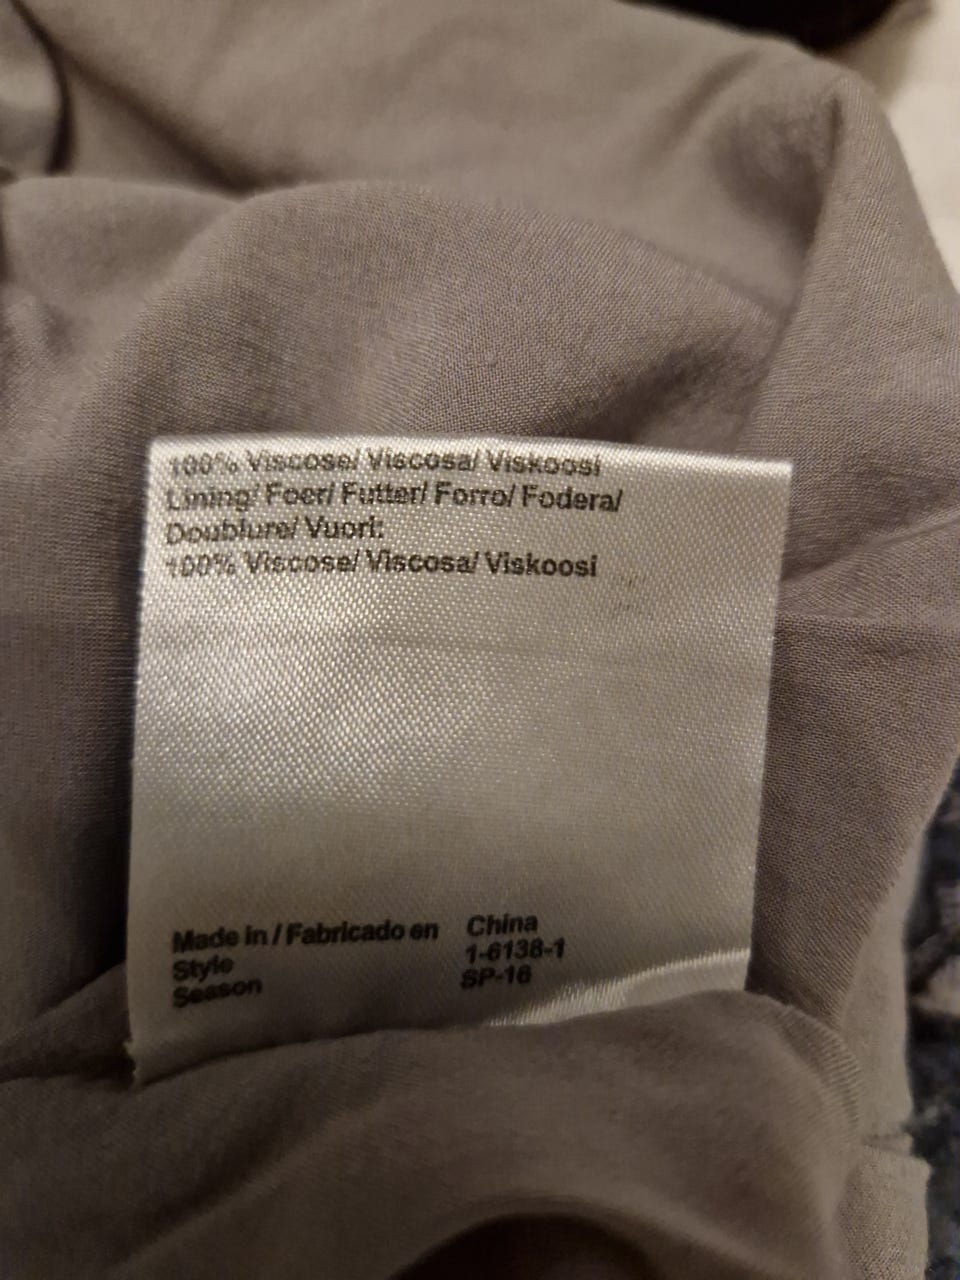 100% Viscose/ Viscosa/ Viskoosi
Lining/ Foer/ Futter/ Forro/ Fodera/
Doublure/ Vuori:
100% Viscose/ Viscosa/ Viskoosi
Made in / Fabricado en China
Style 1-6138-1
Season SP-16